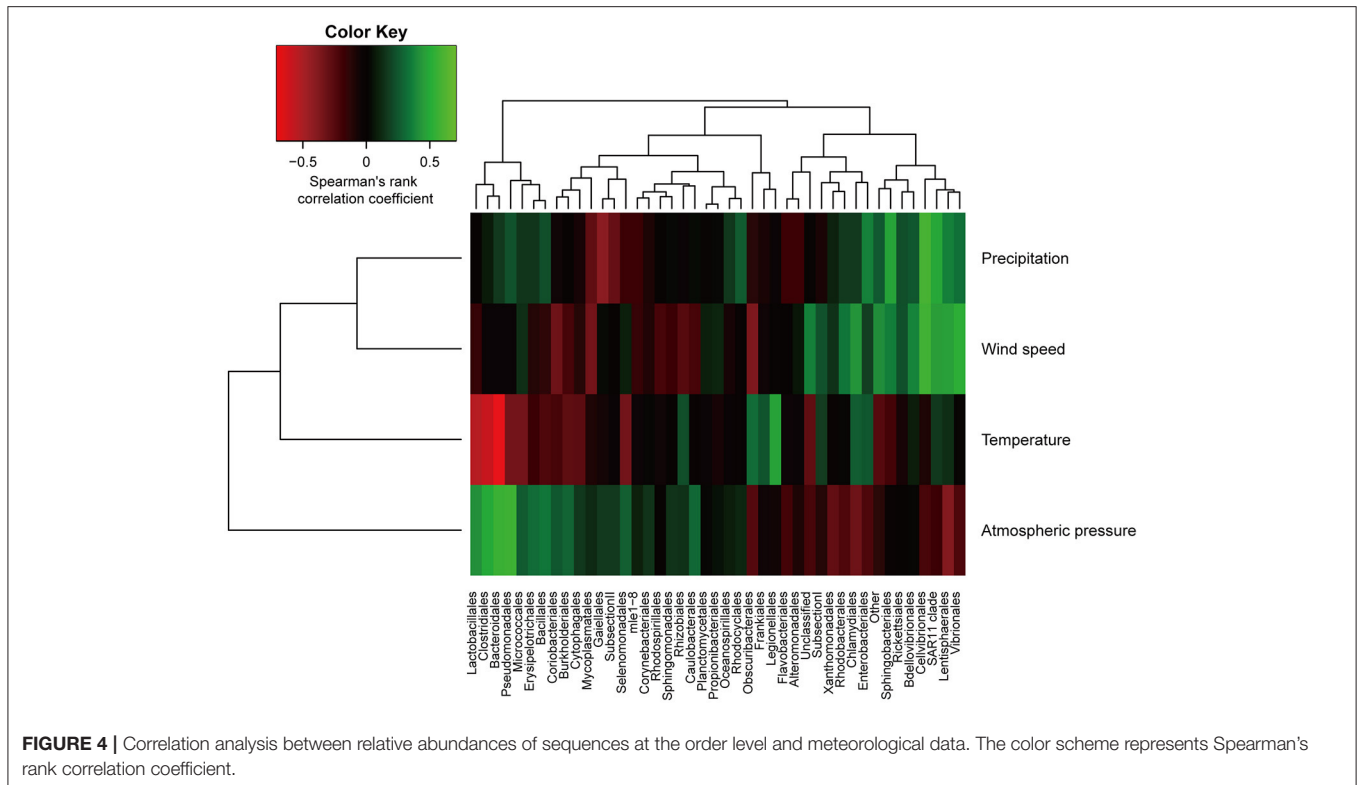 Color Key
−0.5 0 0.5
Spearman's rank
correlation coefficient
Precipitation
Wind speed
Temperature
Atmospheric pressure
Lactobacillales
Clostridiales
Bacteroidales
Pseudomonadales
Micrococcales
Erysipelotrichales
Bacillales
Coriobacteriales
Burkholderiales
Cytophagales
Mycoplasmatales
Gaiellales
SubsectionII
Selenomonadales
mle1−8
Corynebacteriales
Rhodospirillales
Sphingomonadales
Rhizobiales
Caulobacterales
Planctomycetales
Propionibacteriales
Oceanospirillales
Rhodocyclales
Obscuribacterales
Frankiales
Legionellales
Flavobacteriales
Alteromonadales
Unclassified
SubsectionI
Xanthomonadales
Rhodobacterales
Chlamydiales
Enterobacteriales
Other
Sphingobacteriales
Rickettsiales
Bdellovibrionales
Cellvibrionales
SAR11 clade
Lentisphaerales
Vibrionales
FIGURE 4 | Correlation analysis between relative abundances of sequences at the order level and meteorological data. The color scheme represents Spearman's
rank correlation coefficient.